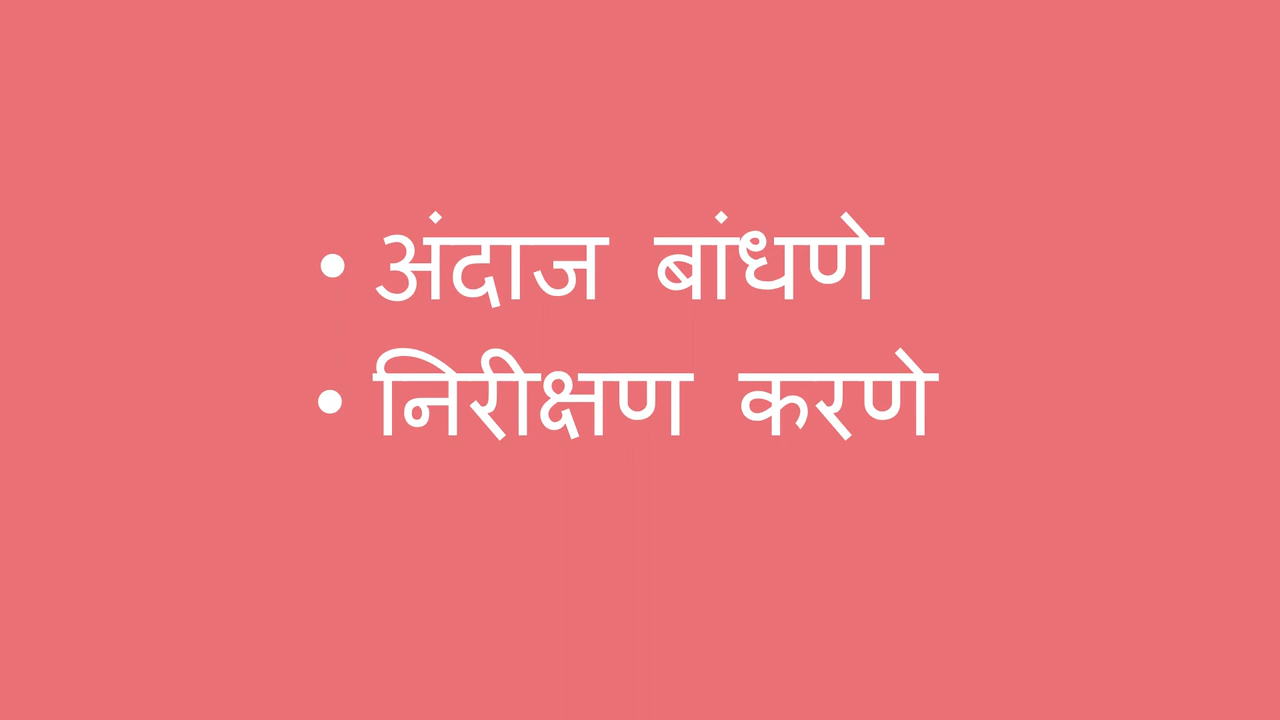 • अंदाज बांधणे
• निरीक्षण करणे